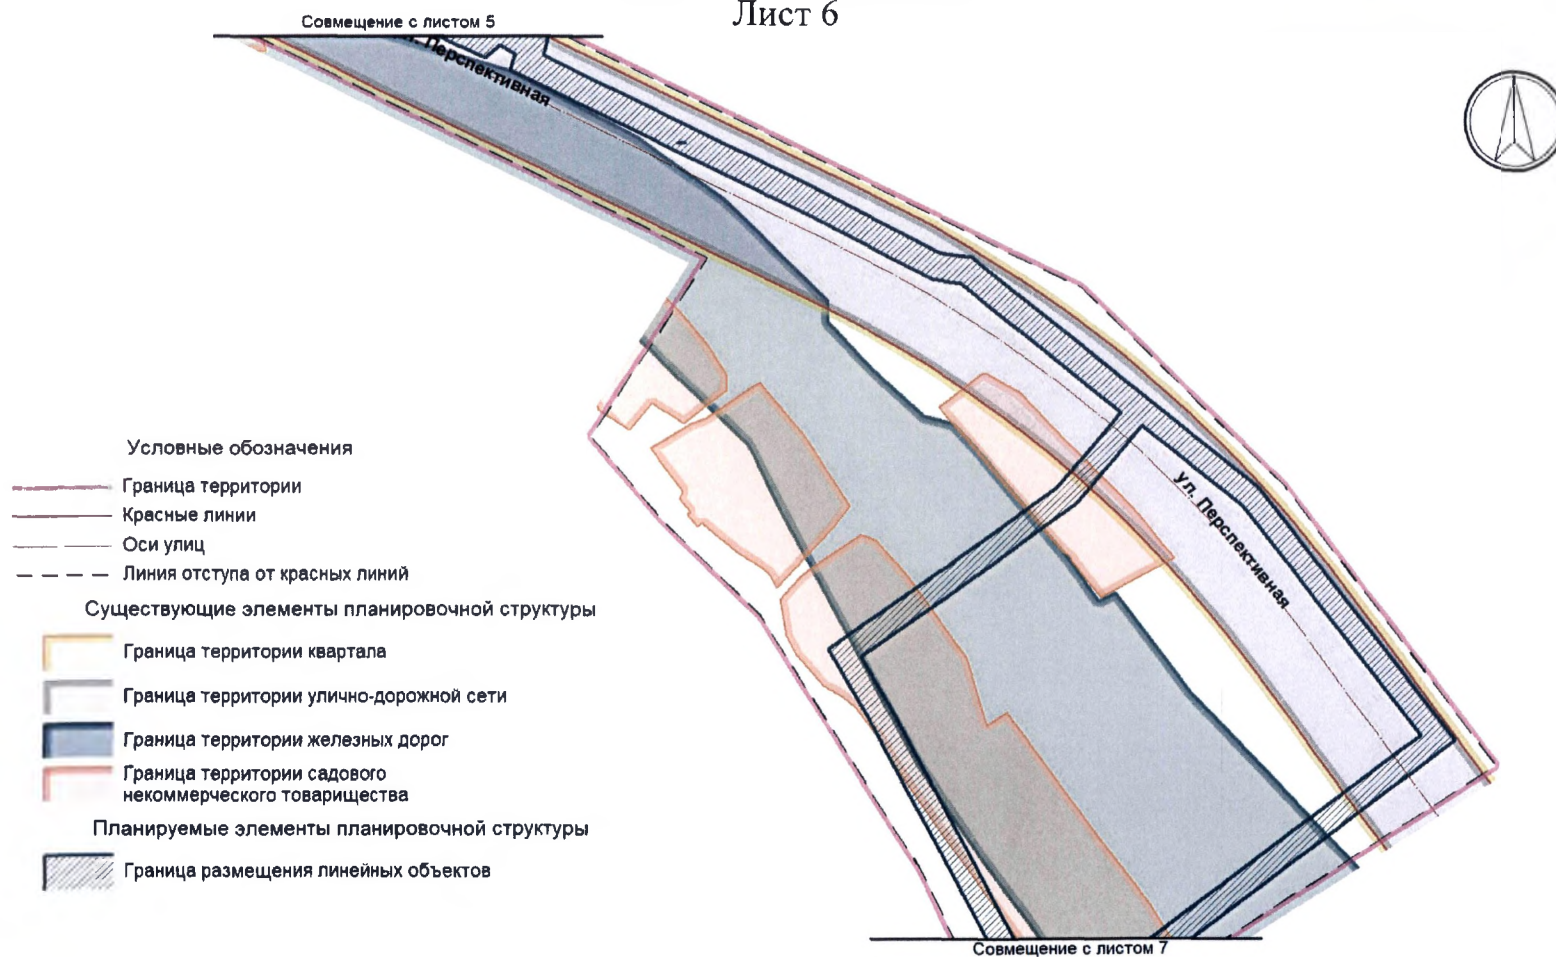 Лист 6
Совмещение с листом 5
ул. Перспективная
ул. Перспективная
Условные обозначения
Граница территории
Красные линии
Оси улиц
Линия отступа от красных линий
Существующие элементы планировочной структуры
Граница территории квартала
Граница территории улично-дорожной сети
Граница территории железных дорог
Граница территории садового
некоммерческого товарищества
Планируемые элементы планировочной структуры
Граница размещения линейных объектов
Совмещение с листом 7